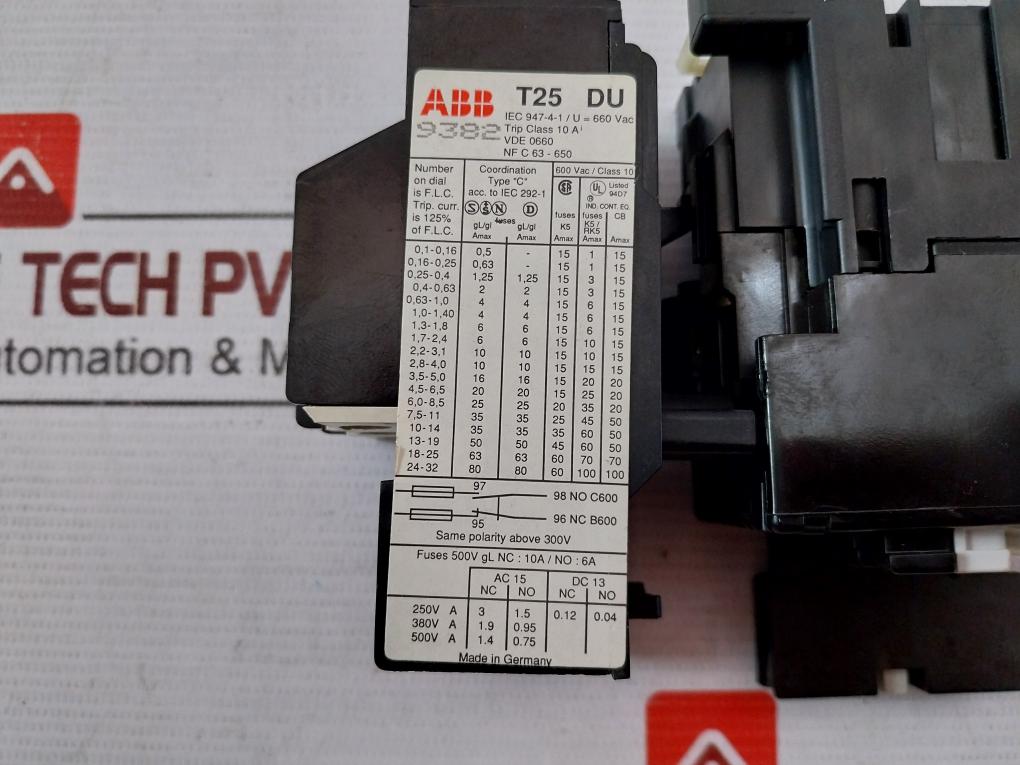 ABB T25 DU
IEC 947-4-1 / U = 660 Vac
9382 Trip Class 10 A
VDE 0660
NF C 63 - 650
Number on dial is F.L.C. Trip. curr. is 125% of F.L.C.
Coordination Type "C" acc. to IEC 292-1
600 Vac / Class 10
UL Listed 94D7
IND. CONT. EQ.
S N D
fuses
gL/gl Amax gL/gl Amax
fuses K5 Amax
fuses K5 / RK5 Amax
CB Amax
0,1-0,16 0,5 - 15 1 15
0,16-0,25 0,63 - 15 1 15
0,25-0,4 1,25 1,25 15 3 15
0,4-0,63 2 2 15 3 15
0,63-1,0 4 4 15 6 15
1,0-1,40 4 4 15 6 15
1,3-1,8 6 6 15 6 15
1,7-2,4 6 6 15 10 15
2,2-3,1 10 10 15 10 15
2,8-4,0 10 10 15 15 15
3,5-5,0 16 16 15 20 20
4,5-6,5 20 20 15 25 20
6,0-8,5 25 25 20 35 20
7,5-11 35 35 25 45 50
10-14 35 35 35 60 50
13-19 50 50 45 60 50
18-25 63 63 60 70 70
24-32 80 80 60 100 100
97
98 NO C600
95
96 NC B600
Same polarity above 300V
Fuses 500V gL NC : 10A / NO : 6A
AC 15 DC 13
NC NO NC NO
250V A 3 1.5 0.12 0.04
380V A 1.9 0.95
500V A 1.4 0.75
Made in Germany
TECH PV
tomation & M